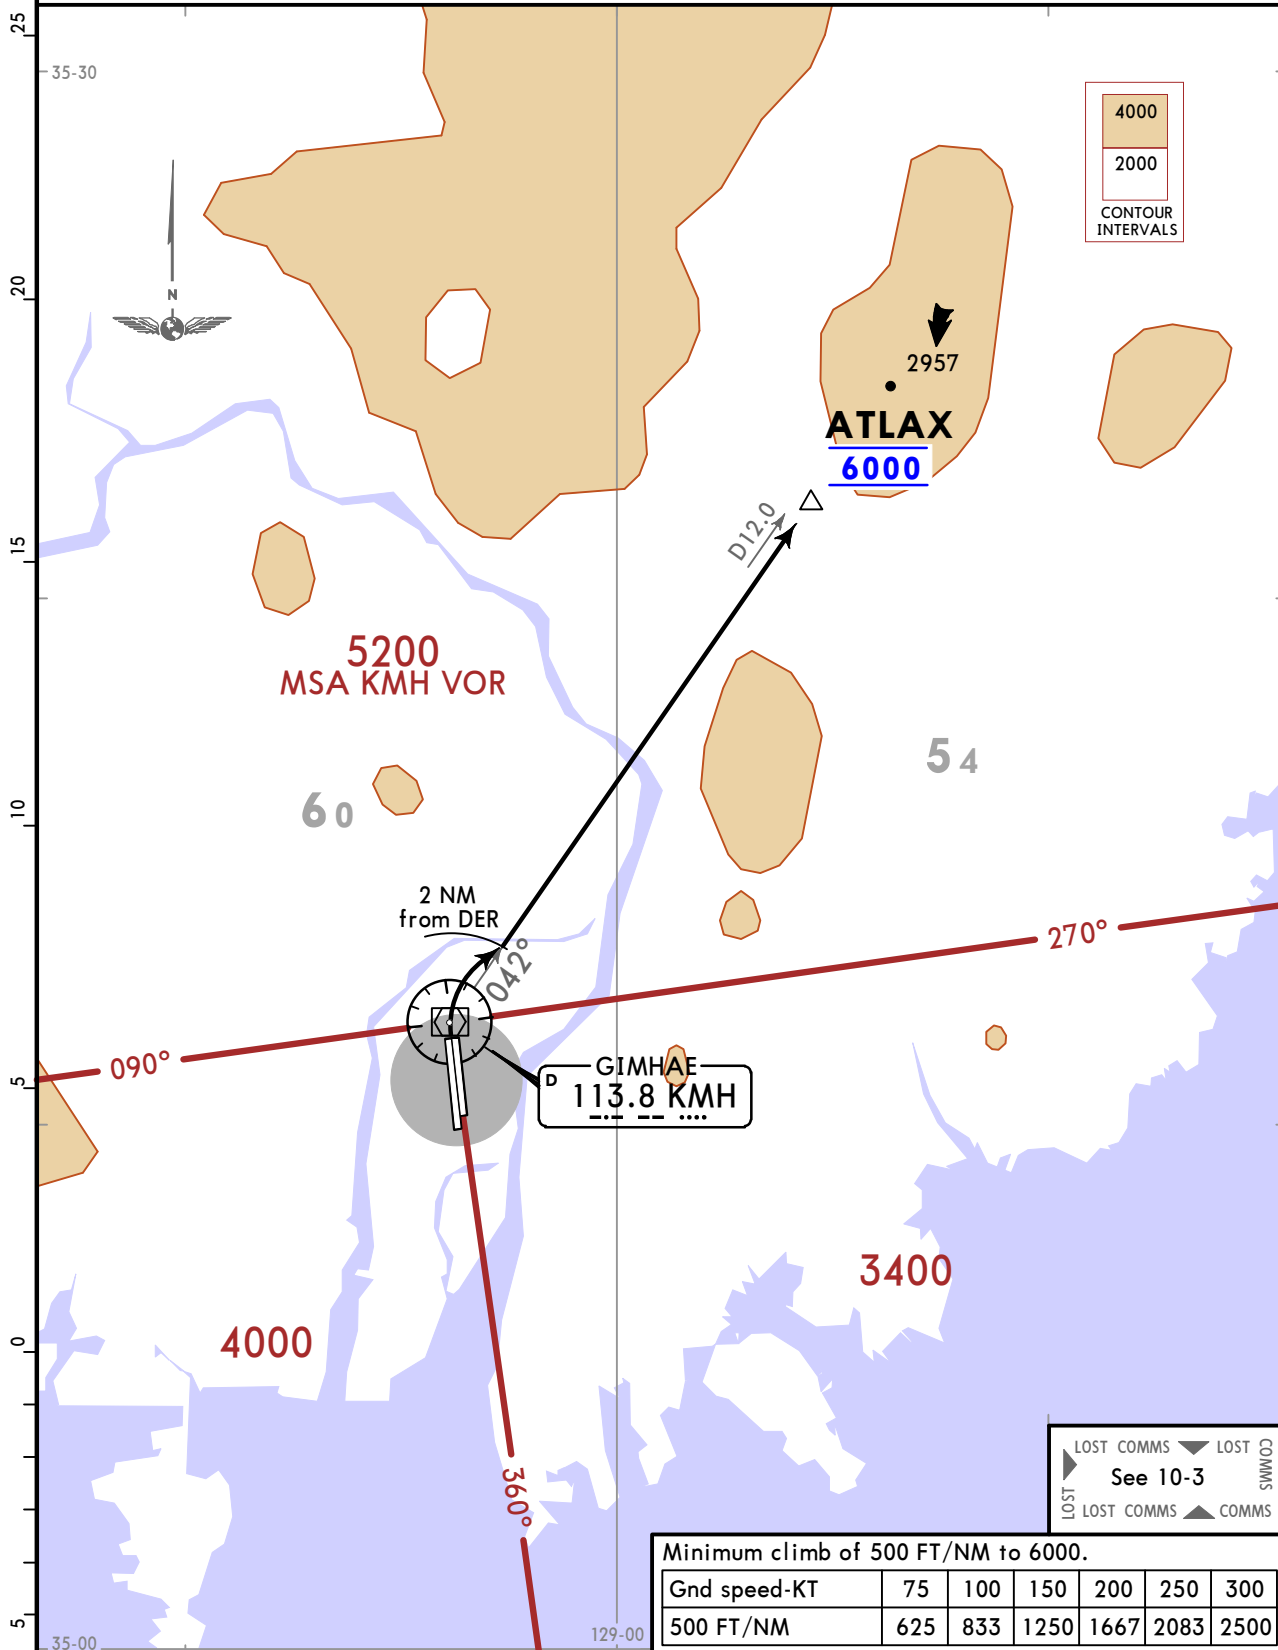 25
35-30
4000
2000
CONTOUR
INTERVALS
N
20
2957
ATLAX
6000
D12.0
15
5200
MSA KMH VOR
54
60
10
2 NM
from DER
042°
270°
090°
5
GIMHAE
D
113.8 KMH
3400
4000
0
360°
LOST COMMS LOST COMMS
See 10-3
LOST LOST COMMS COMMS
Minimum climb of 500 FT/NM to 6000.
Gnd speed-KT 75 100 150 200 250 300
500 FT/NM 625 833 1250 1667 2083 2500
5
35-00
129-00